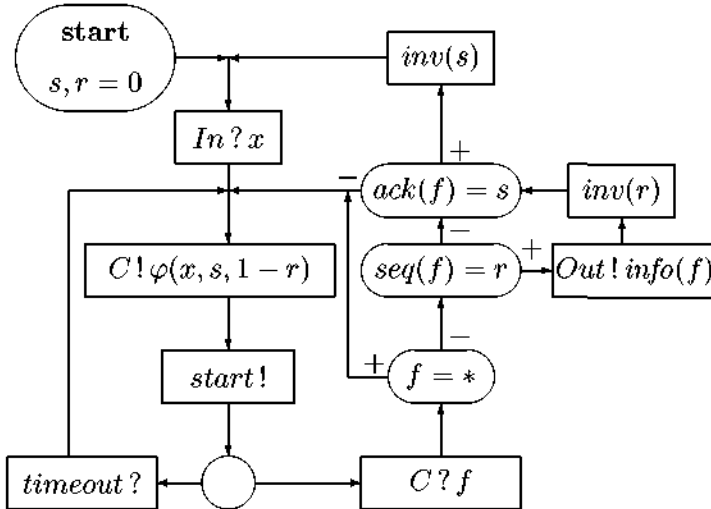 start
s, r = 0
inv(s)
In ? x
+
−
ack(f) = s
inv(r)
−
+
C ! φ(x, s, 1 − r)
seq(f) = r
Out ! info(f)
−
+
start !
f = ∗
timeout ?
C ? f